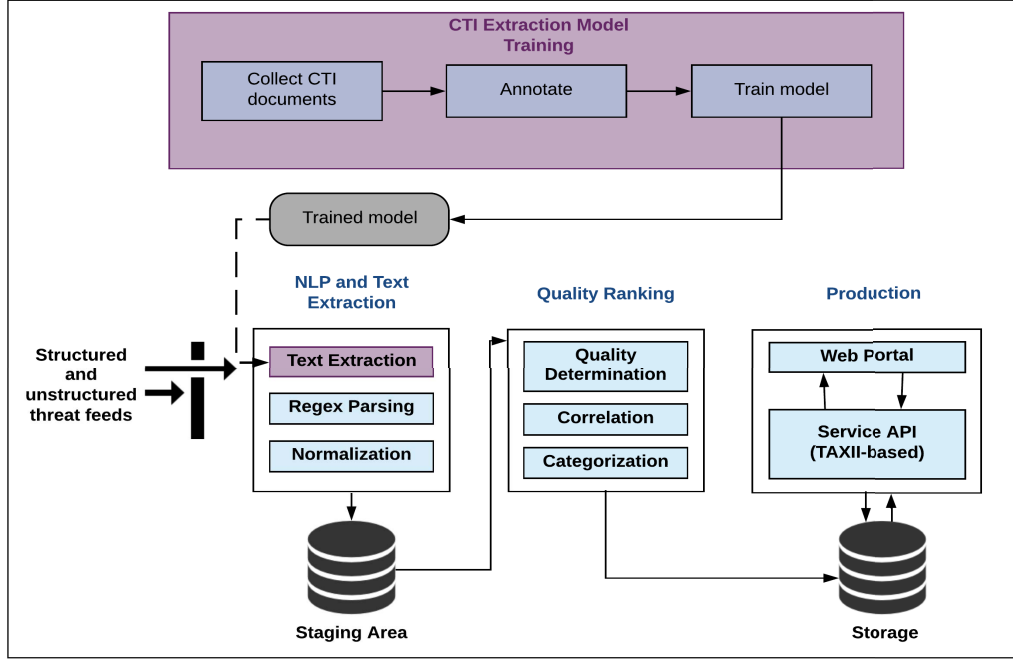 CTI Extraction Model
Training
Collect CTI
documents
Annotate
Train model
Trained model
NLP and Text
Extraction
Quality Ranking
Production
Structured
and
unstructured
threat feeds
Text Extraction
Regex Parsing
Normalization
Quality
Determination
Correlation
Categorization
Web Portal
Service API
(TAXII-based)
Staging Area
Storage